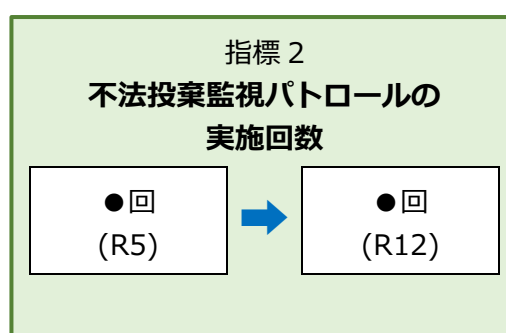 指標２
不法投棄監視パトロールの
実施回数
●回
(R5)
●回
(R12)